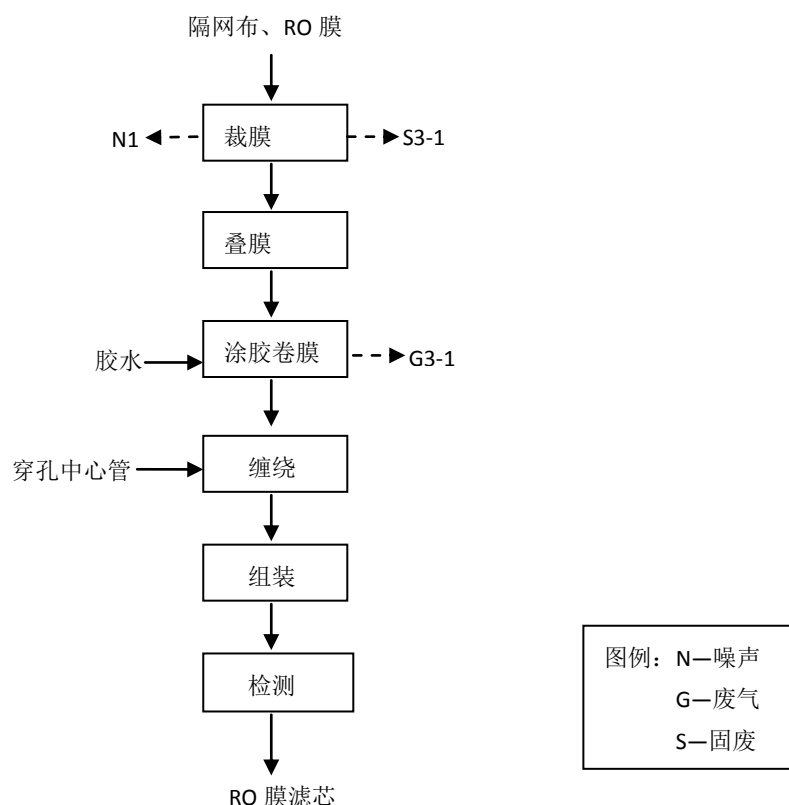 隔网布、RO 膜
N1
裁膜
S3-1
叠膜
胶水
涂胶卷膜
G3-1
穿孔中心管
缠绕
组装
检测
RO 膜滤芯
图例：N—噪声
G—废气
S—固废